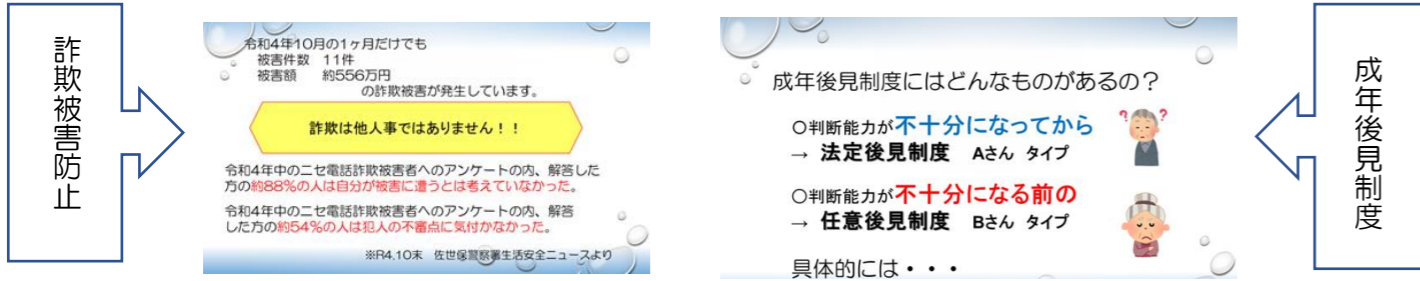 詐欺被害防止
令和4年10月の1ヶ月だけでも
被害件数 11件
被害額 約556万円
の詐欺被害が発生しています。
詐欺は他人事ではありません！！
令和4年中のニセ電話詐欺被害者へのアンケートの内、解答した
方の約88%の人は自分が被害に遭うとは考えていなかった。
令和4年中のニセ電話詐欺被害者へのアンケートの内、解答
した方の約54%の人は犯人の不審点に気付かなかった。
※R4.10末 佐世保警察署生活安全ニュースより
成年後見制度にはどんなものがあるの？
○判断能力が不十分になってから
→ 法定後見制度 Aさん タイプ
○判断能力が不十分になる前の
→ 任意後見制度 Bさん タイプ
具体的には・・・
成年後見制度